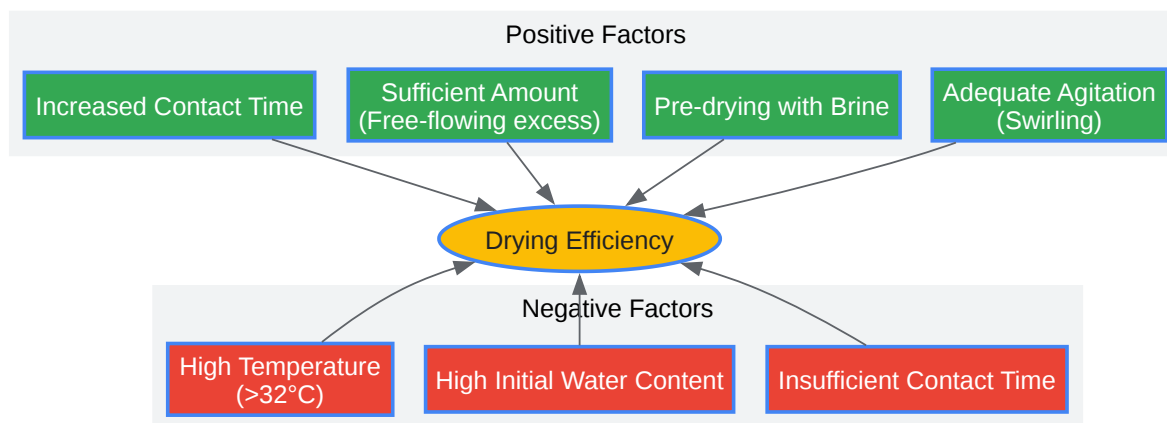 Positive Factors
Increased Contact Time
Sufficient Amount
(Free-flowing excess)
Pre-drying with Brine
Adequate Agitation
(Swirling)
Drying Efficiency
Negative Factors
High Temperature
(>32°C)
High Initial Water Content
Insufficient Contact Time